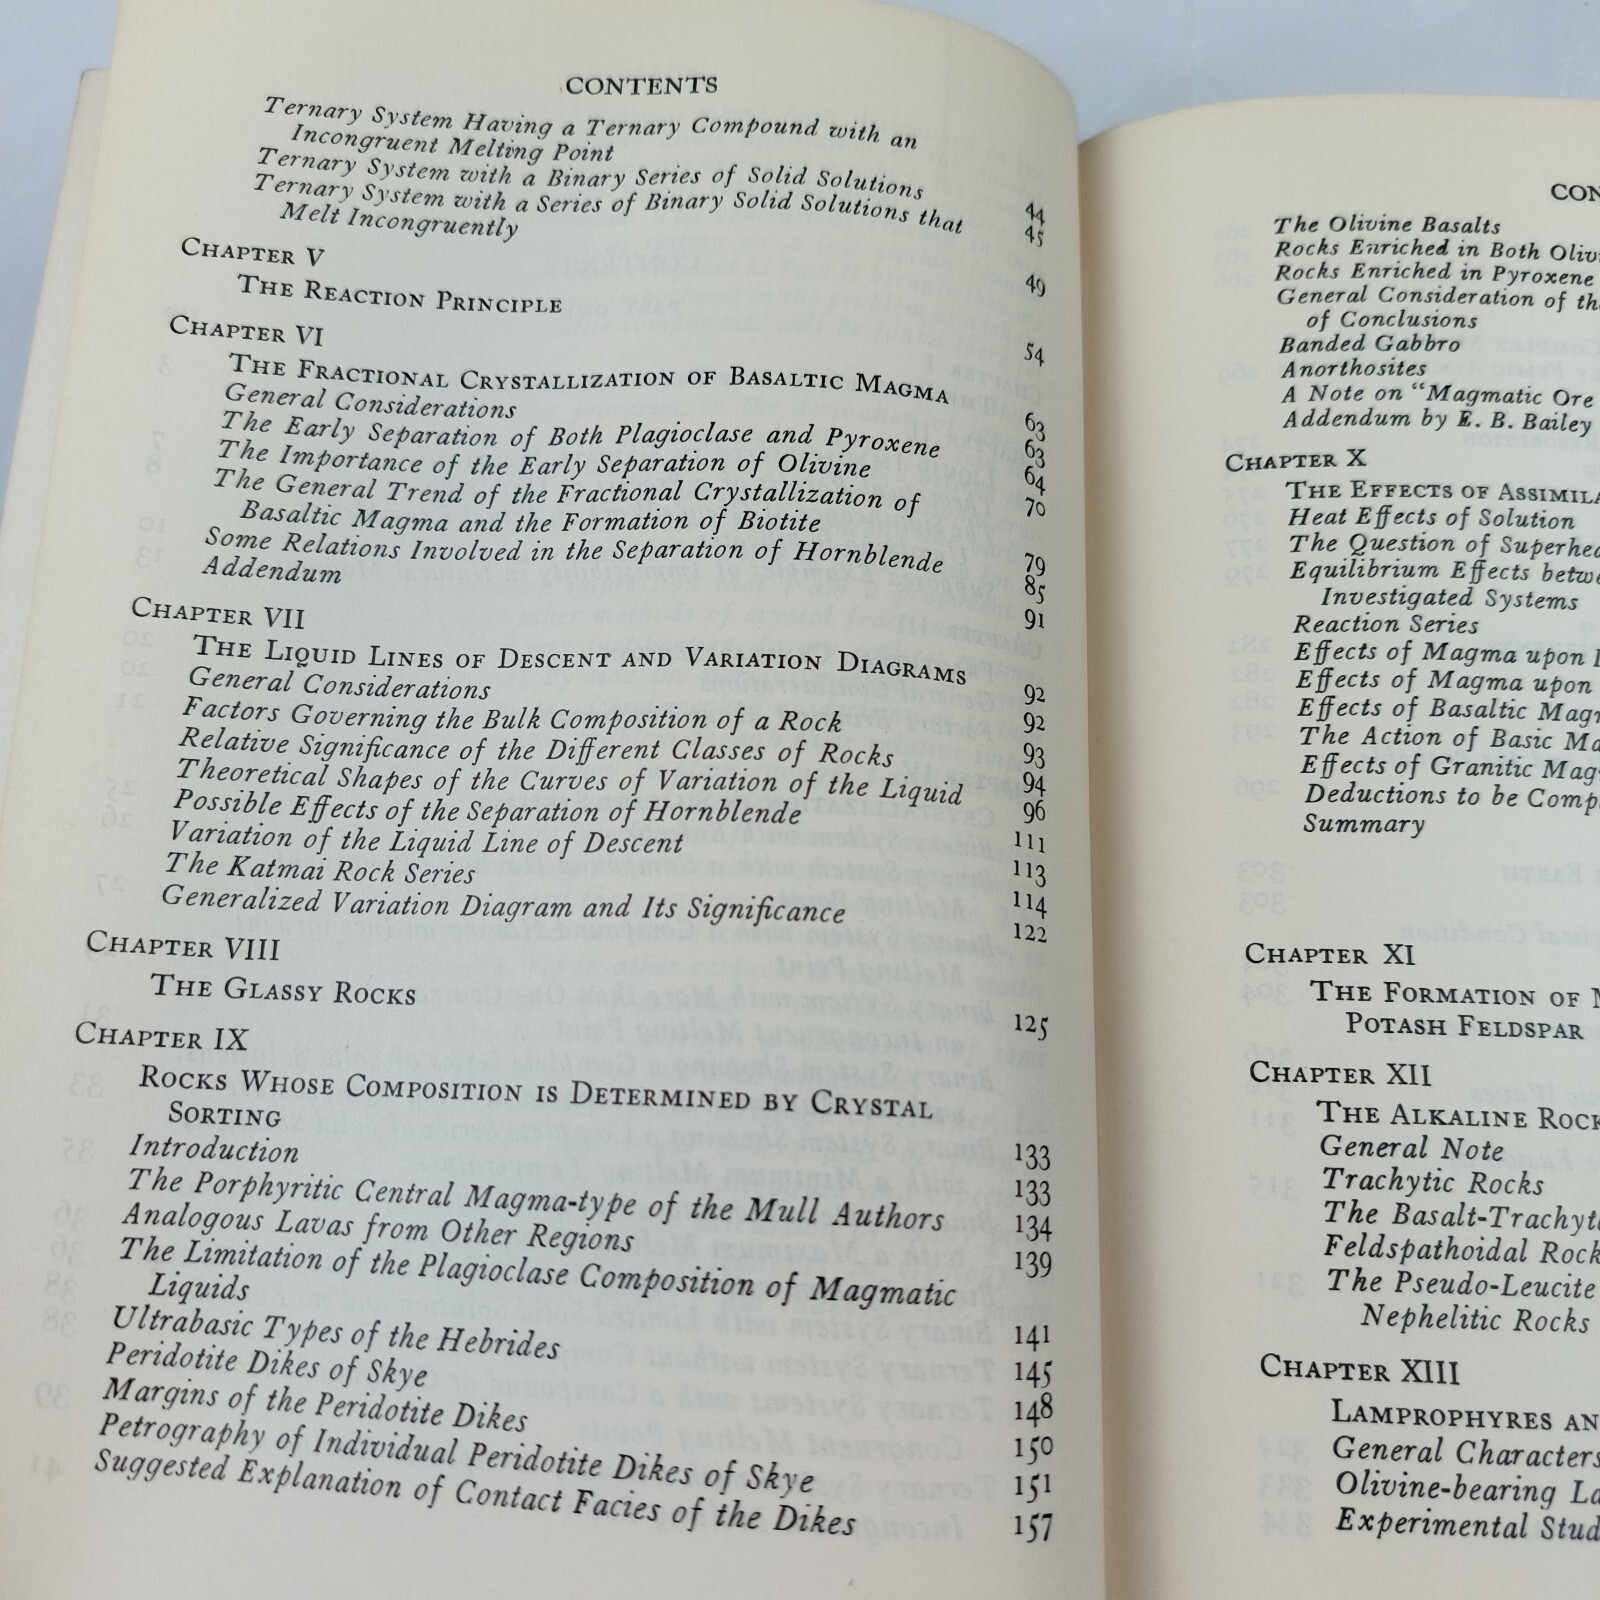 CONTENTS
Ternary System Having a Ternary Compound with an
Incongruent Melting Point 44
Ternary System with a Binary Series of Solid Solutions 45
Ternary System with a Series of Binary Solid Solutions that
Melt Incongruently 49
CHAPTER V
THE REACTION PRINCIPLE 54
CHAPTER VI
THE FRACTIONAL CRYSTALLIZATION OF BASALTIC MAGMA 63
General Considerations 63
The Early Separation of Both Plagioclase and Pyroxene 64
The Importance of the Early Separation of Olivine 70
The General Trend of the Fractional Crystallization of
Basaltic Magma and the Formation of Biotite 79
Some Relations Involved in the Separation of Hornblende 85
Addendum 91
CHAPTER VII
THE LIQUID LINES OF DESCENT AND VARIATION DIAGRAMS 92
General Considerations 92
Factors Governing the Bulk Composition of a Rock 93
Relative Significance of the Different Classes of Rocks 94
Theoretical Shapes of the Curves of Variation of the Liquid 96
Possible Effects of the Separation of Hornblende 111
Variation of the Liquid Line of Descent 113
The Katmai Rock Series 114
Generalized Variation Diagram and Its Significance 122
CHAPTER VIII
THE GLASSY ROCKS 125
CHAPTER IX
ROCKS WHOSE COMPOSITION IS DETERMINED BY CRYSTAL
SORTING 133
Introduction 133
The Porphyritic Central Magma-type of the Mull Authors 134
Analogous Lavas from Other Regions 139
The Limitation of the Plagioclase Composition of Magmatic
Liquids 141
Ultrabasic Types of the Hebrides 145
Peridotite Dikes of Skye 148
Margins of the Peridotite Dikes 150
Petrography of Individual Peridotite Dikes of Skye 151
Suggested Explanation of Contact Facies of the Dikes 157
CON
The Olivine Basalts
Rocks Enriched in Both Oliv
Rocks Enriched in Pyroxene
General Consideration of th
of Conclusions
Banded Gabbro
Anorthosites
A Note on "Magmatic Ore
Addendum by E. B. Bailey
CHAPTER X
THE EFFECTS OF ASSIMILA
Heat Effects of Solution
The Question of Superhea
Equilibrium Effects betwe
Investigated Systems
Reaction Series
Effects of Magma upon
Effects of Magma upon
Effects of Basaltic Mag
The Action of Basic Ma
Effects of Granitic Mag
Deductions to be Comp
Summary
CHAPTER XI
THE FORMATION OF
POTASH FELDSPAR
CHAPTER XII
THE ALKALINE ROCK
General Note
Trachytic Rocks
The Basalt-Trachyt
Feldspathoidal Rock
The Pseudo-Leucite
Nephelitic Rocks
CHAPTER XIII
LAMPROPHYRES AN
General Characters
Olivine-bearing La
Experimental Stud